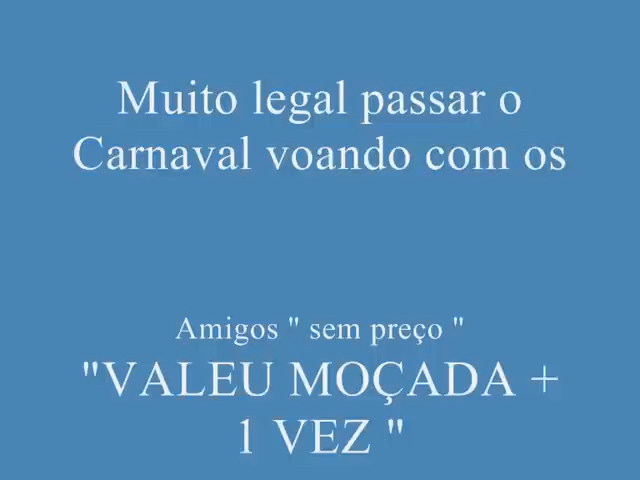 Muito legal passar o
Carnaval voando com os
Amigos " sem preço "
"VALEU MOÇADA +
1 VEZ "